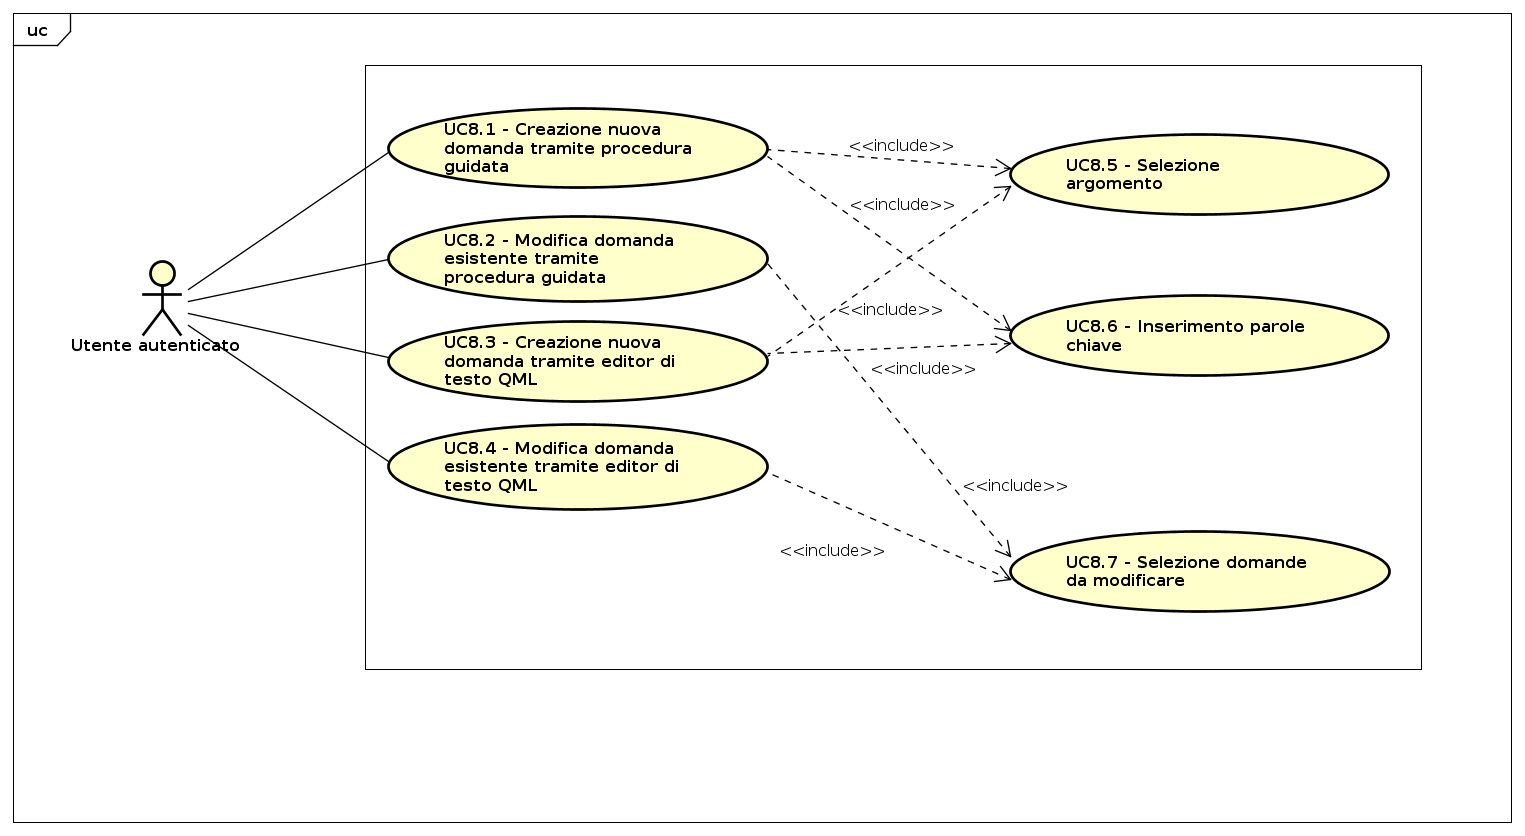 uc
UC8.1 - Creazione nuova
domanda tramite procedura
guidata
<<include>>
UC8.5 - Selezione
argomento
<<include>>
UC8.2 - Modifica domanda
esistente tramite
procedura guidata
Utente autenticato
<<include>>
UC8.3 - Creazione nuova
domanda tramite editor di
testo QML
UC8.6 - Inserimento parole
chiave
<<include>>
UC8.4 - Modifica domanda
esistente tramite editor di
testo QML
<<include>>
<<include>>
UC8.7 - Selezione domande
da modificare